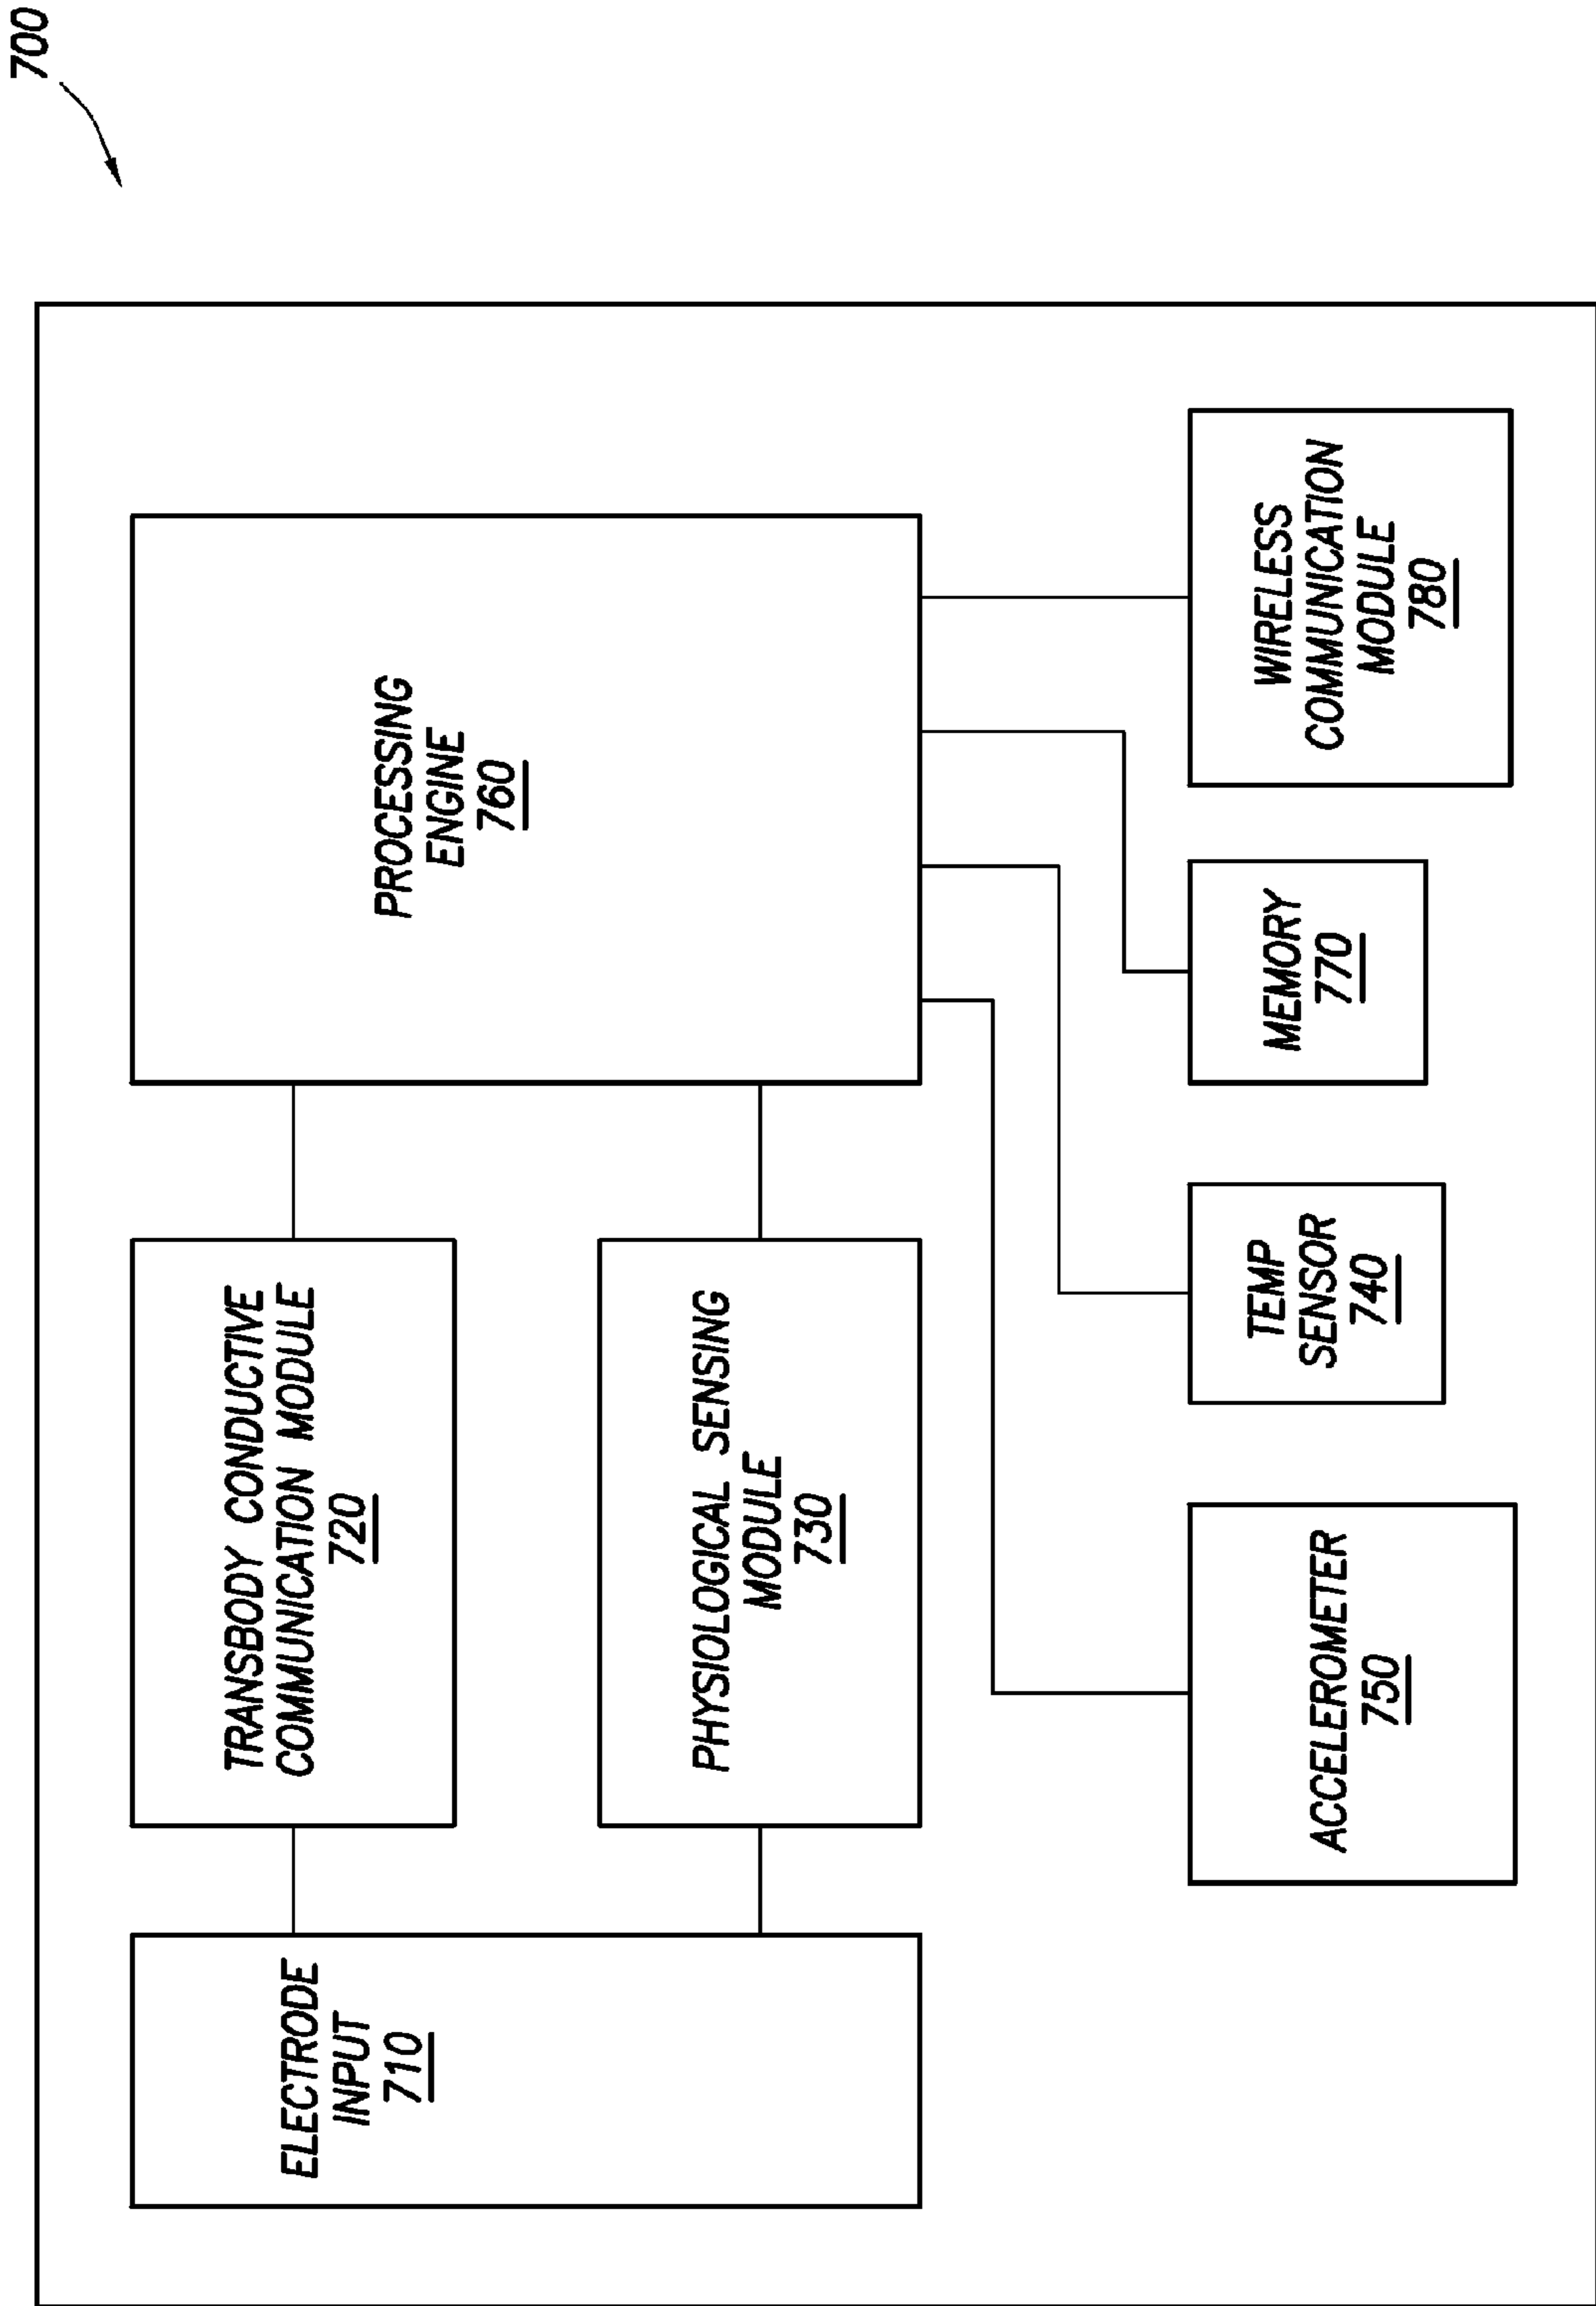 700
ELECTRODE
INPUT
710
TRANSBODY CONDUCTIVE
COMMUNICATION MODULE
720
PHYSIOLOGICAL SENSING
MODULE
730
PROCESSING
ENGINE
760
ACCELEROMETER
750
TEMP
SENSOR
740
MEMORY
770
WIRELESS
COMMUNICATION
MODULE
780